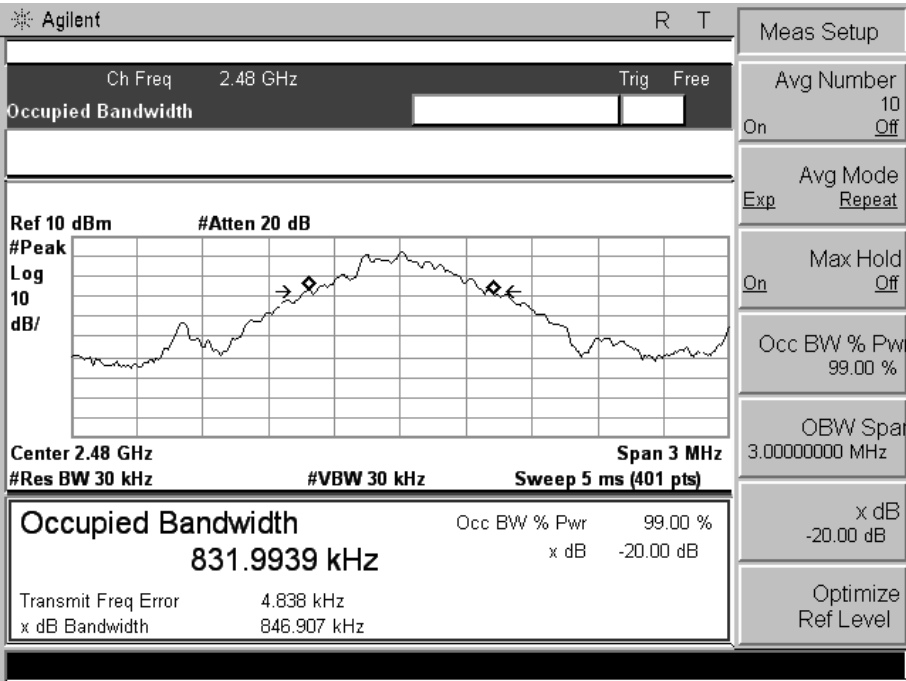 Agilent R T
Ch Freq 2.48 GHz Trig Free
Occupied Bandwidth
Ref 10 dBm #Atten 20 dB
#Peak
Log
10
dB/
Center 2.48 GHz Span 3 MHz
#Res BW 30 kHz #VBW 30 kHz Sweep 5 ms (401 pts)
Occupied Bandwidth
831.9939 kHz
Occ BW % Pwr 99.00 %
x dB -20.00 dB
Transmit Freq Error 4.838 kHz
x dB Bandwidth 846.907 kHz
Meas Setup
Avg Number
10
On Off
Avg Mode
Exp Repeat
Max Hold
On Off
Occ BW % Pwr
99.00 %
OBW Spar
3.00000000 MHz
x dB
-20.00 dB
Optimize
Ref Level